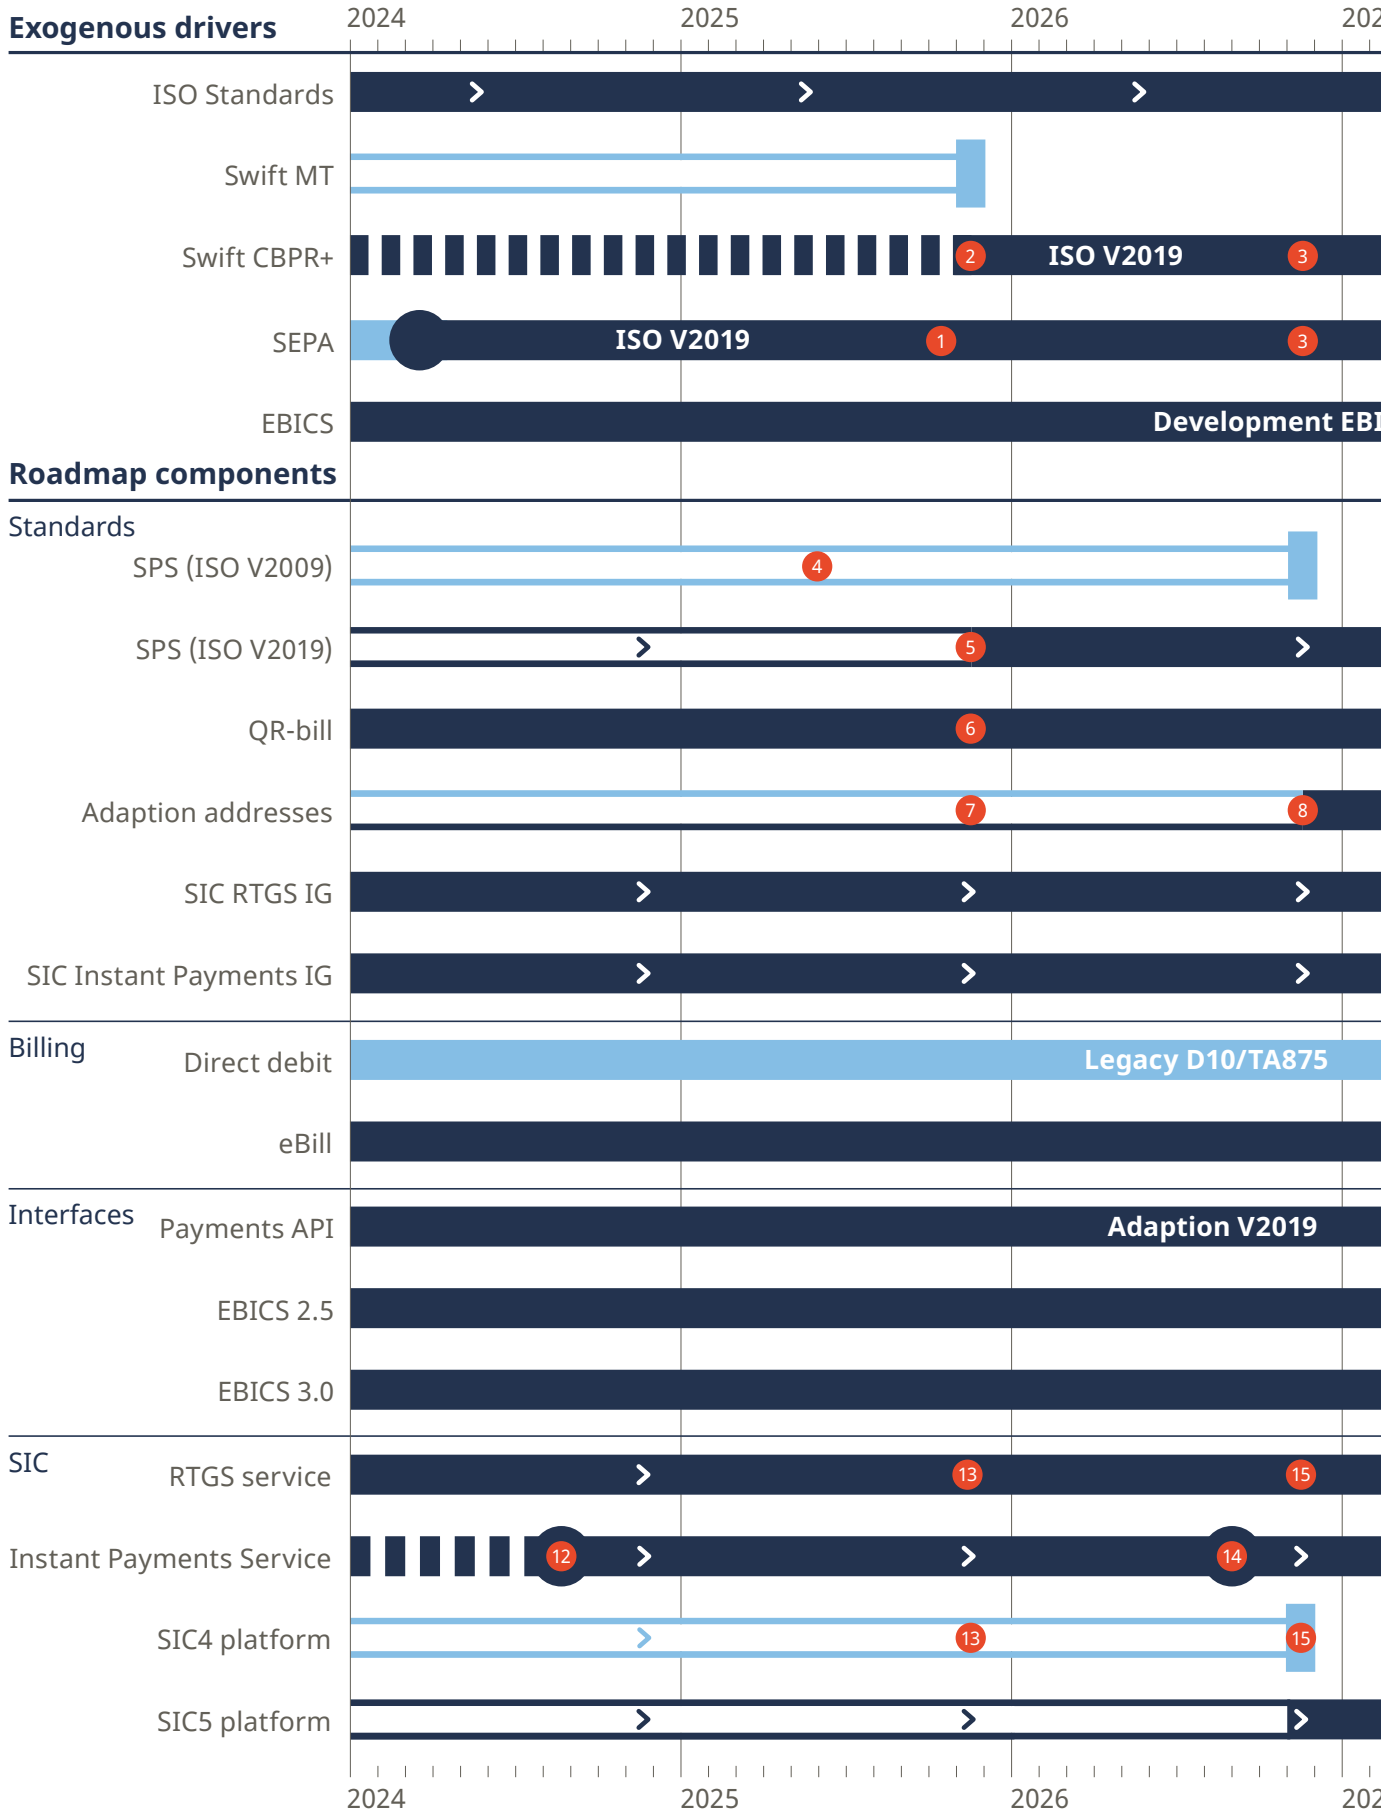 2024 2025 2026 202
Exogenous drivers
ISO Standards
Swift MT
Swift CBPR+ 2 ISO V2019 3
SEPA ISO V2019 1 3
EBICS Development EBI
Roadmap components
Standards
SPS (ISO V2009) 4
SPS (ISO V2019) 5
QR-bill 6
Adaption addresses 7 8
SIC RTGS IG
SIC Instant Payments IG
Billing
Direct debit Legacy D10/TA875
eBill
Interfaces
Payments API Adaption V2019
EBICS 2.5
EBICS 3.0
SIC
RTGS service 13 15
Instant Payments Service 12 14
SIC4 platform 13 15
SIC5 platform
2024 2025 2026 202